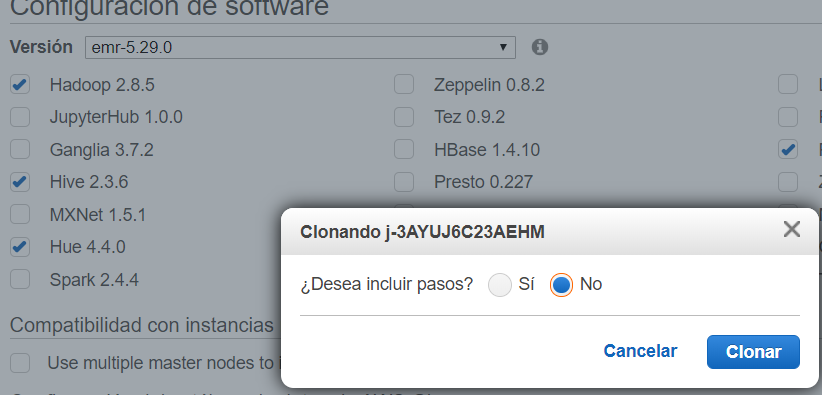 Configuración de software
Versión emr-5.29.0
Hadoop 2.8.5 Zeppelin 0.8.2
JupyterHub 1.0.0 Tez 0.9.2
Ganglia 3.7.2 HBase 1.4.10
Hive 2.3.6 Presto 0.227
MXNet 1.5.1
Hue 4.4.0
Spark 2.4.4
Compatibilidad con instancias
Use multiple master nodes to
Clonando j-3AYUJ6C23AEHM
¿Desea incluir pasos? Sí No
Cancelar Clonar